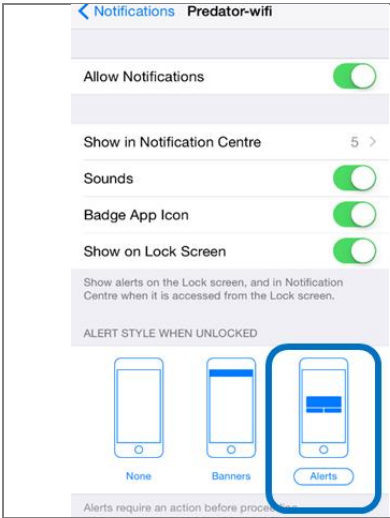 Notifications Predator-wifi
Allow Notifications
Show in Notification Centre 5
Sounds
Badge App Icon
Show on Lock Screen
Show alerts on the Lock screen, and in Notification
Centre when it is accessed from the Lock screen.
ALERT STYLE WHEN UNLOCKED
None Banners Alerts
Alerts require an action before proceeding.